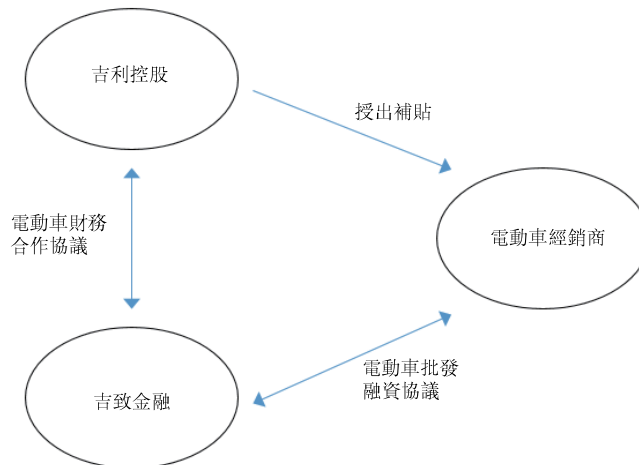 吉利控股
授出補貼
電動車財務
合作協議
電動車經銷商
電動車批發
融資協議
吉致金融